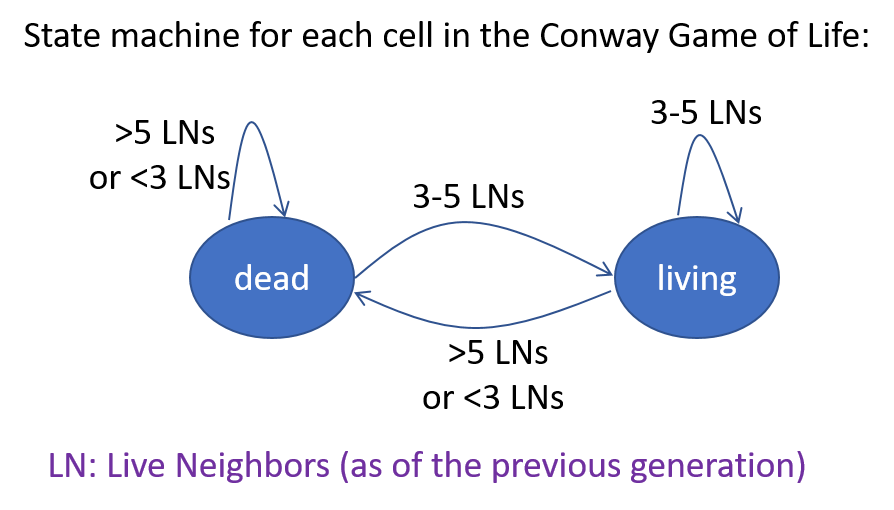 State machine for each cell in the Conway Game of Life:
>5 LNs
or <3 LNs
3-5 LNs
3-5 LNs
dead
living
>5 LNs
or <3 LNs
LN: Live Neighbors (as of the previous generation)